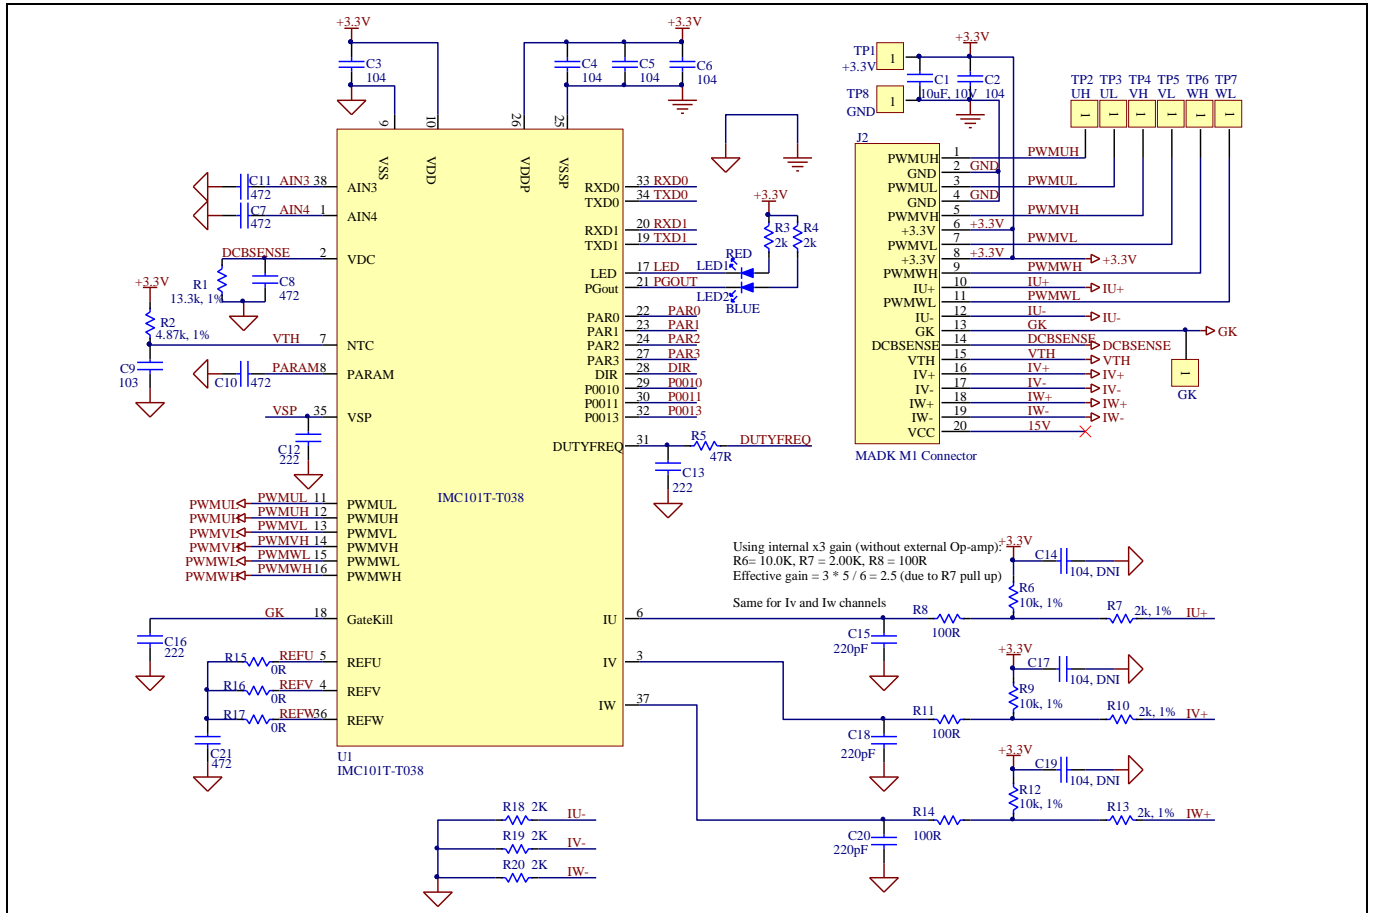 +3.3V
+3.3V
C3
104
C4
104
C5
104
C6
104
9
10
26
25
VSS
VDD
VDDP
VSSP
TP1
+3.3V
1
+3.3V
C1
10uF, 10V
C2
104
TP8
GND
1
TP2
UH
TP3
UL
TP4
VH
TP5
VL
TP6
WH
TP7
WL
1
1
1
1
1
1
C11
472
AIN3 38
AIN3
C7
472
AIN4 1
AIN4
DCBSENSE 2
VDC
R1
13.3k, 1%
C8
472
+3.3V
R2
4.87k, 1%
VTH 7
NTC
C9
103
C10
472
PARAM 8
PARAM
VSP 35
VSP
C12
222
PWMUL PWMUL 11 PWMUL
PWMUH PWMUH 12 PWMUH
PWMVL PWMVL 13 PWMVL
PWMVH PWMVH 14 PWMVH
PWMWL PWMWL 15 PWMWL
PWMWH PWMWH 16 PWMWH
GK 18
GateKill
C16
222
R15
0R
REFU 5
REFU
R16
0R
REFV 4
REFV
R17
0R
REFW 36
REFW
C21
472
IMC101T-T038
U1
IMC101T-T038
RXD0 33 RXD0
TXD0 34 TXD0
RXD1 20 RXD1
TXD1 19 TXD1
LED 17 LED
PGout 21 PGOUT
LED1
RED
LED2
BLUE
+3.3V
R3
2k
R4
2k
PAR0 22 PAR0
PAR1 23 PAR1
PAR2 24 PAR2
PAR3 27 PAR3
DIR 28 DIR
P0010 29 P0010
P0011 30 P0011
P0013 32 P0013
DUTYFREQ 31
R5
47R
DUTYFREQ
C13
222
J2
PWMUH 1 PWMUH
GND 2 GND
PWMUL 3 PWMUL
GND 4 GND
PWMVH 5 PWMVH
+3.3V 6 +3.3V
PWMVL 7 PWMVL
+3.3V 8 +3.3V +3.3V
PWMWH 9 PWMWH
IU+ 10 IU+ IU+
PWMWL 11 PWMWL
IU- 12 IU- IU-
GK 13 GK GK
DCBSENSE 14 DCBSENSE DCBSENSE
VTH 15 VTH VTH
IV+ 16 IV+ IV+
IV- 17 IV- IV-
IW+ 18 IW+ IW+
IW- 19 IW- IW-
VCC 20 15V
MADK M1 Connector
1
GK
Using internal x3 gain (without external Op-amp):
R6= 10.0K, R7 = 2.00K, R8 = 100R
Effective gain = 3 * 5 / 6 = 2.5 (due to R7 pull up)
Same for Iv and Iw channels
IU 6
C15
220pF
R8
100R
+3.3V
C14
104, DNI
R6
10k, 1%
R7
2k, 1%
IU+
IV 3
C18
220pF
R11
100R
+3.3V
C17
104, DNI
R9
10k, 1%
R10
2k, 1%
IV+
IW 37
C20
220pF
R14
100R
+3.3V
C19
104, DNI
R12
10k, 1%
R13
2k, 1%
IW+
R18 2K IU-
R19 2K IV-
R20 2K IW-